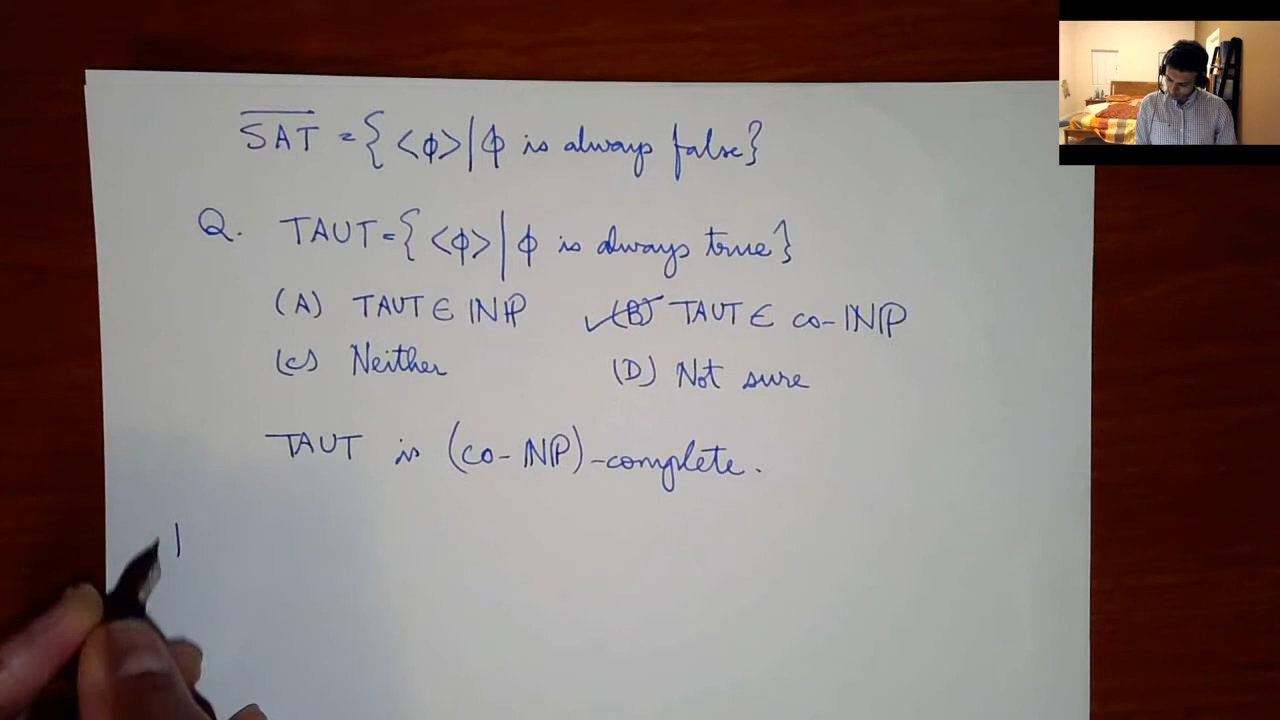 S̅A̅T̅ = {<ϕ> | ϕ is always false}
Q. TAUT = {<ϕ> | ϕ is always true}
(A) TAUT ∈ ℕℙ ✓(B) TAUT ∈ co-ℕℙ
(C) Neither (D) Not sure
TAUT is (co-ℕℙ)-complete.